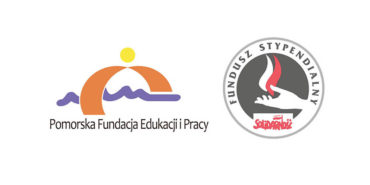 Pomorska Fundacja Edukacji i Pracy
FUNDUSZ STYPENDIALNY
SOLIDARNOŚĆ